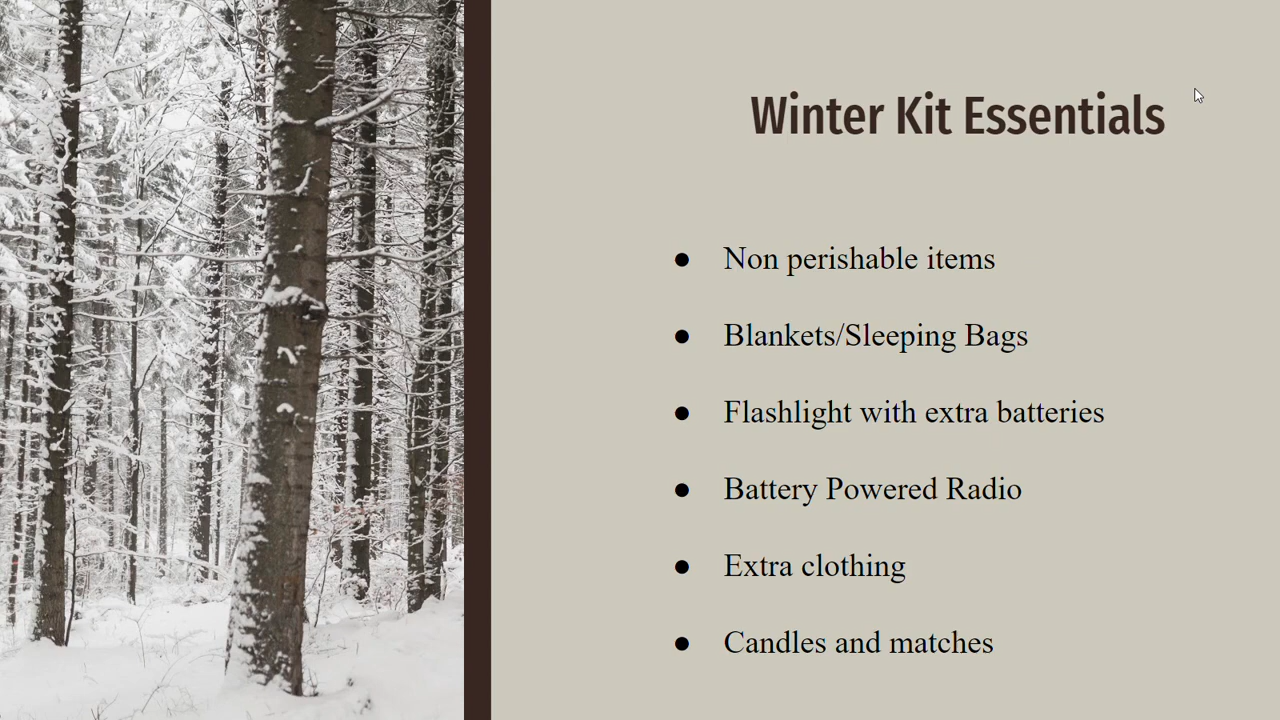 Winter Kit Essentials
● Non perishable items
● Blankets/Sleeping Bags
● Flashlight with extra batteries
● Battery Powered Radio
● Extra clothing
● Candles and matches